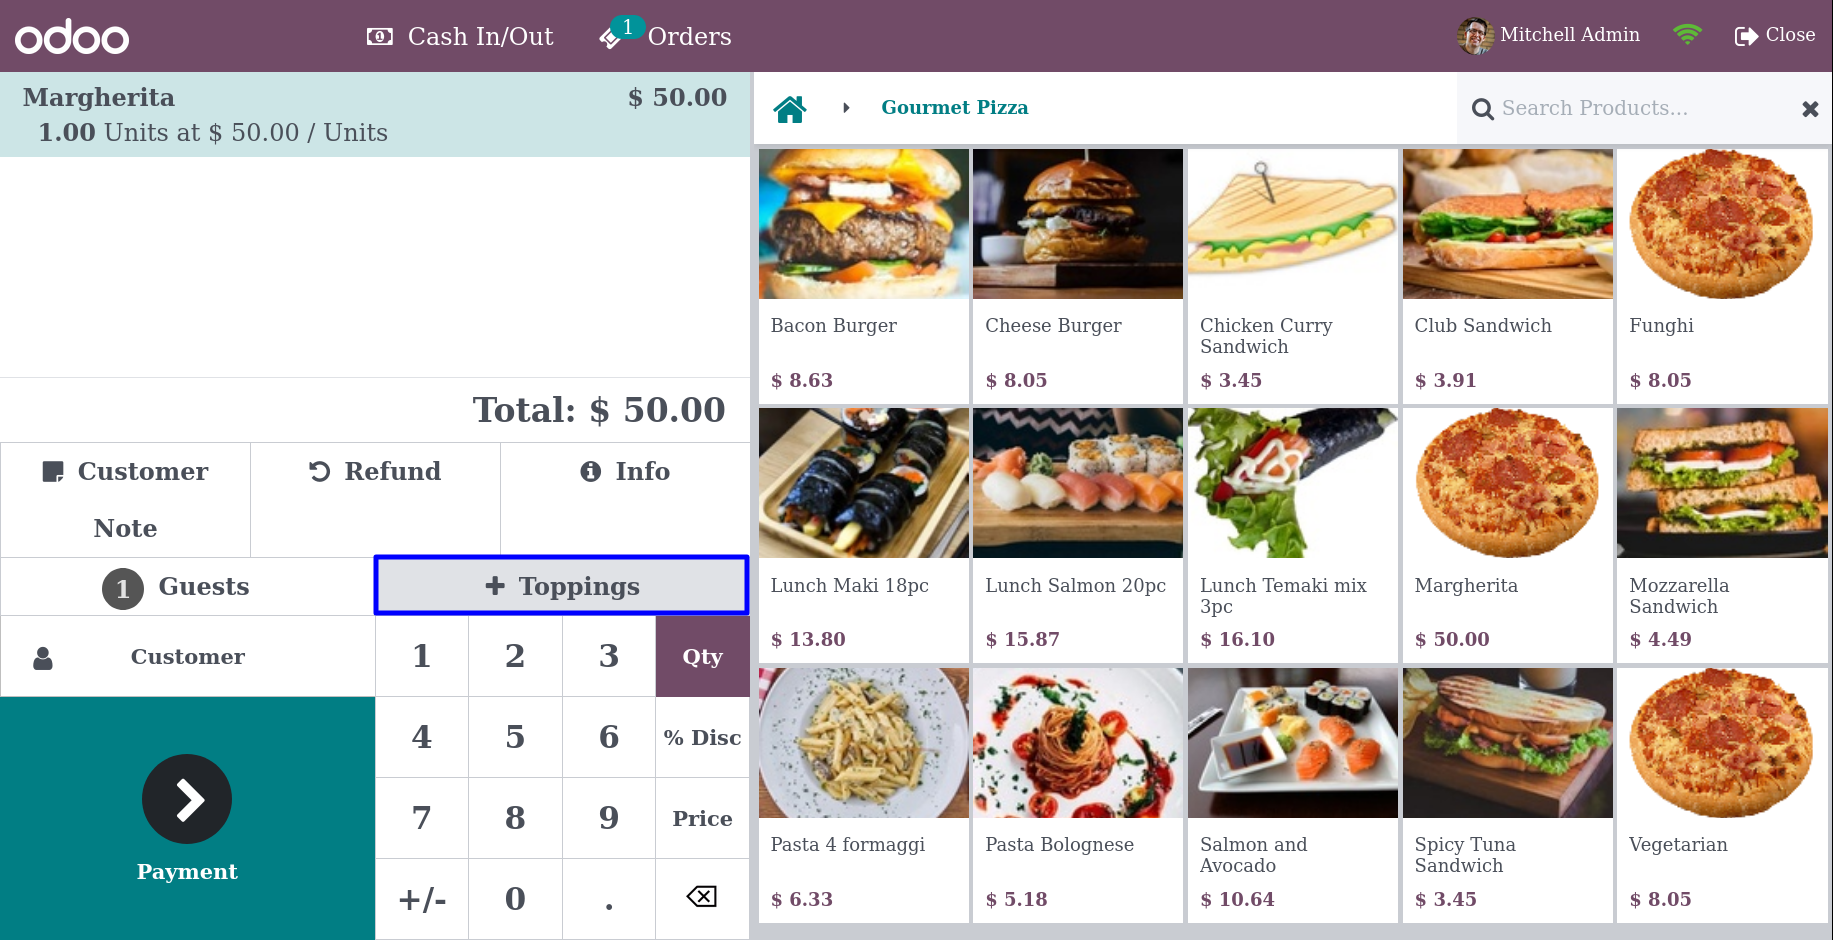 odoo
Cash In/Out
1
Orders
Mitchell Admin
Close
Margherita
$ 50.00
1.00 Units at $ 50.00 / Units
Total: $ 50.00
Customer
Note
Refund
Info
1 Guests
+ Toppings
Customer
1 2 3 Qty
4 5 6 % Disc
7 8 9 Price
+/- 0 .
Payment
Gourmet Pizza
Search Products...
Bacon Burger
$ 8.63
Cheese Burger
$ 8.05
Chicken Curry
Sandwich
$ 3.45
Club Sandwich
$ 3.91
Funghi
$ 8.05
Lunch Maki 18pc
$ 13.80
Lunch Salmon 20pc
$ 15.87
Lunch Temaki mix
3pc
$ 16.10
Margherita
$ 50.00
Mozzarella
Sandwich
$ 4.49
Pasta 4 formaggi
$ 6.33
Pasta Bolognese
$ 5.18
Salmon and
Avocado
$ 10.64
Spicy Tuna
Sandwich
$ 3.45
Vegetarian
$ 8.05